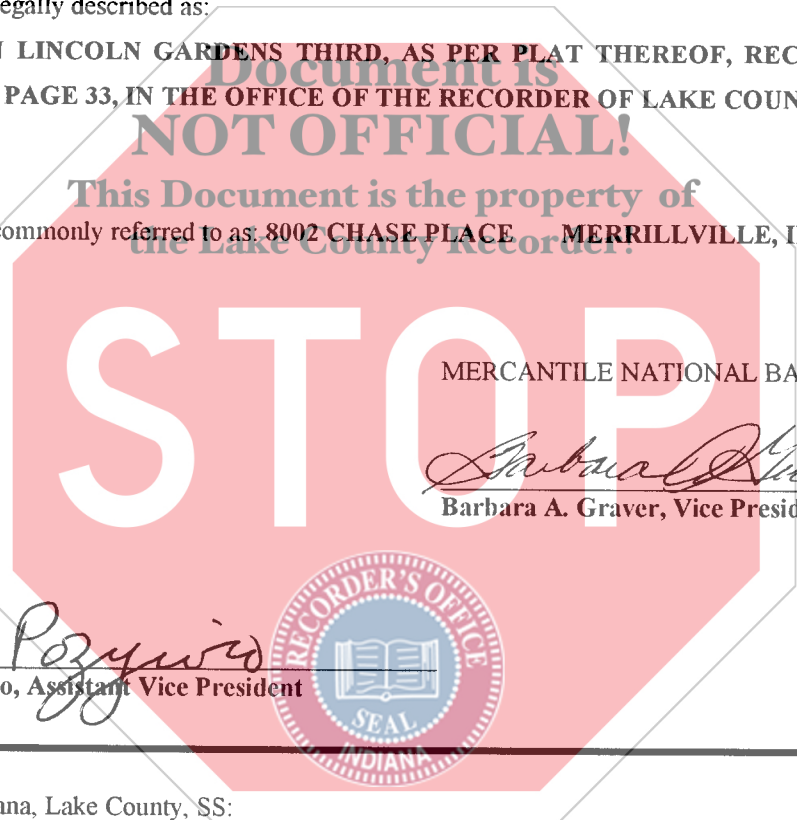 egally described as:
LINCOLN GARDENS THIRD, AS PER PLAT THEREOF, REC
Document is
PAGE 33, IN THE OFFICE OF THE RECORDER OF LAKE COUN
NOT OFFICIAL!
This Document is the property of
commonly referred to as: 8002 CHASE PLACE MERRILLVILLE, I
the Lake County Recorder!
STOP
MERCANTILE NATIONAL BA
Barbara A. Graver, Vice Presid
Pozywio
o, Assistant Vice President
RECORDER'S OFFICE
SEAL
INDIANA
ana, Lake County, SS: